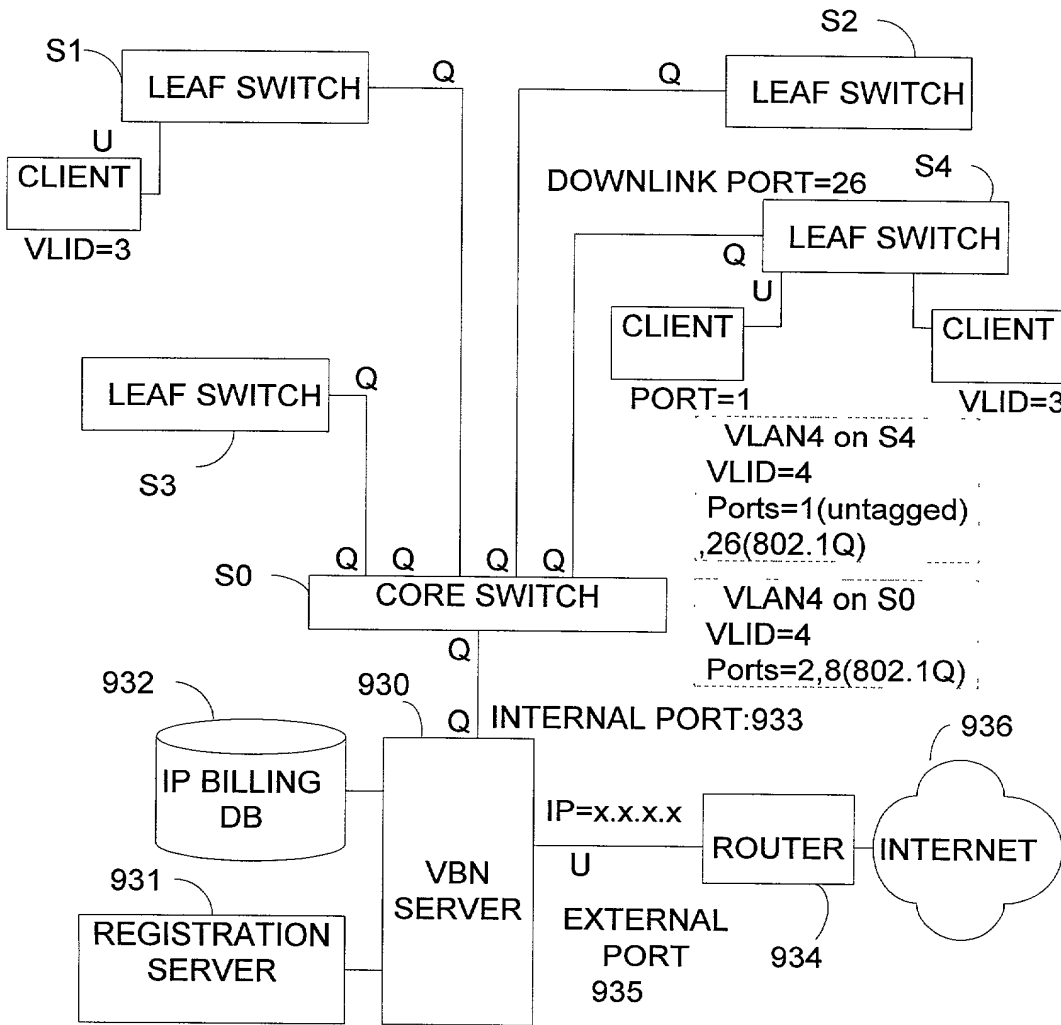 S1
LEAF SWITCH
Q
U
CLIENT
VLID=3
S2
Q
LEAF SWITCH
DOWNLINK PORT=26
S4
LEAF SWITCH
Q
U
CLIENT
PORT=1
CLIENT
VLID=3
LEAF SWITCH
Q
S3
VLAN4 on S4
VLID=4
Ports=1(untagged)
,26(802.1Q)
Q
Q
Q
Q
S0
CORE SWITCH
Q
VLAN4 on S0
VLID=4
Ports=2,8(802.1Q)
932
930
Q
INTERNAL PORT:933
936
IP BILLING
DB
VBN
SERVER
IP=x.x.x.x
U
ROUTER
INTERNET
931
REGISTRATION
SERVER
EXTERNAL
PORT
935
934